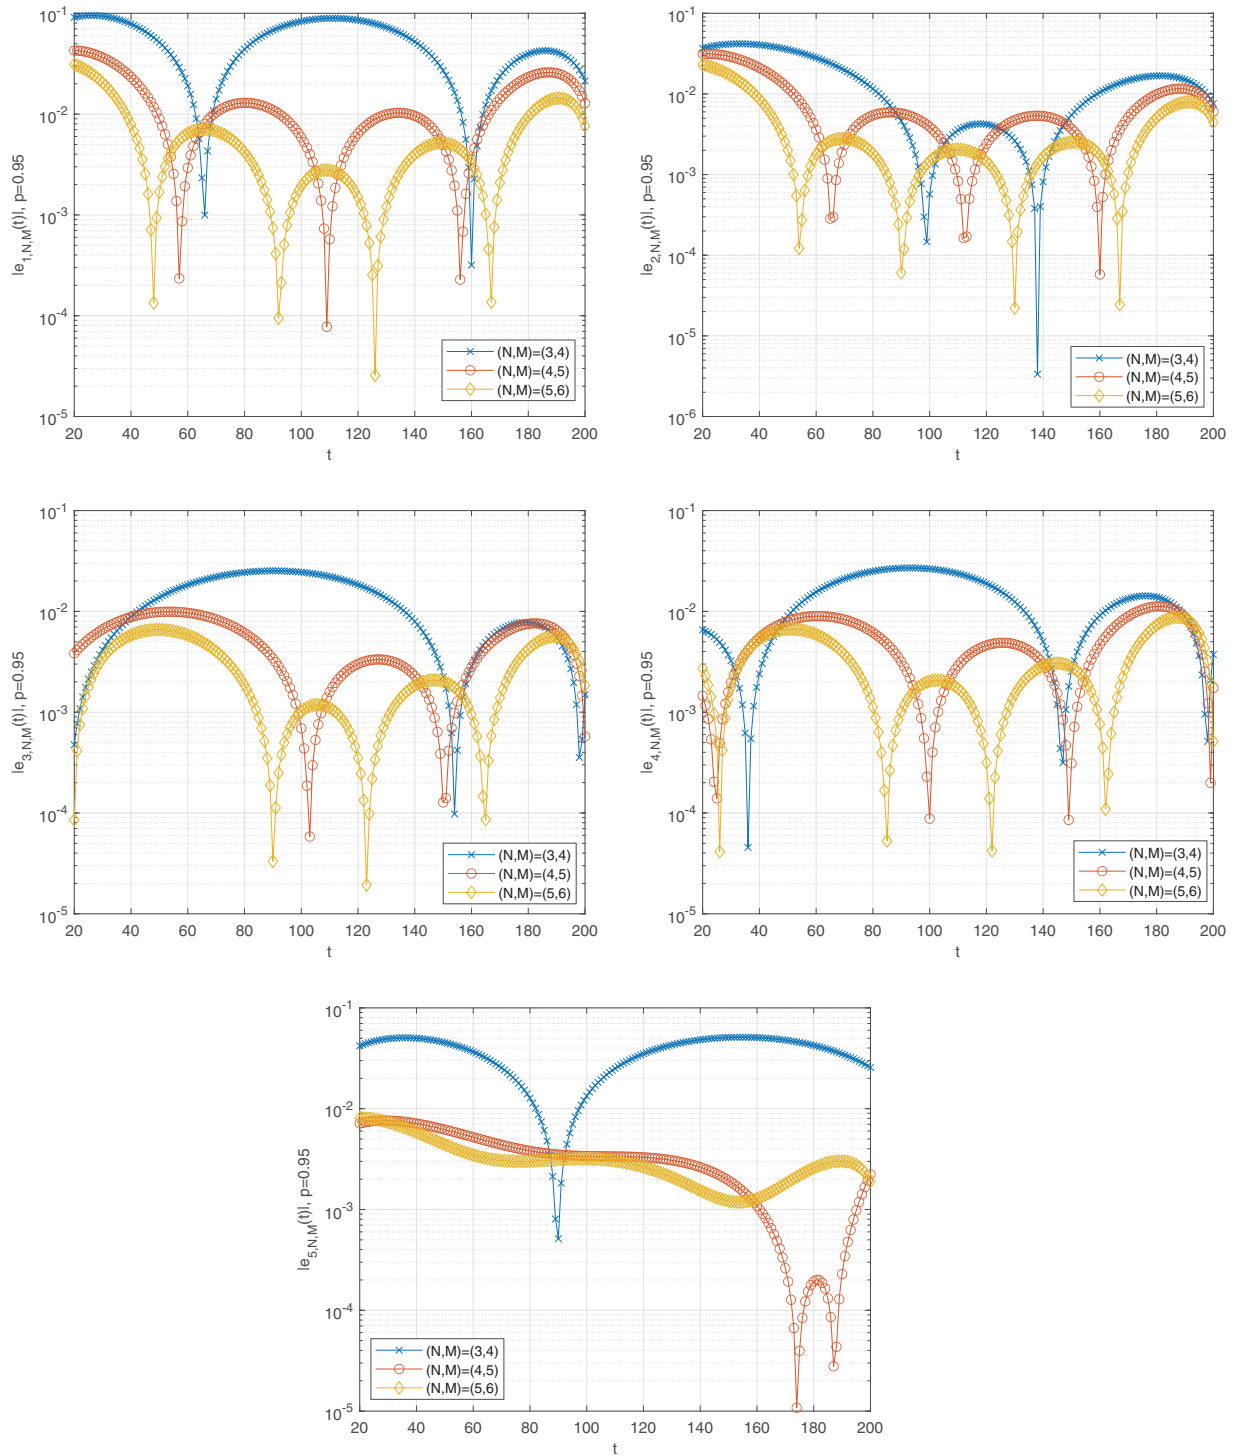 10^-1
10^-2
10^-3
10^-4
10^-5
20 40 60 80 100 120 140 160 180 200
t
|e_{1,N,M}(t)|, p=0.95
(N,M)=(3,4)
(N,M)=(4,5)
(N,M)=(5,6)
10^-1
10^-2
10^-3
10^-4
10^-5
10^-6
20 40 60 80 100 120 140 160 180 200
t
|e_{2,N,M}(t)|, p=0.95
(N,M)=(3,4)
(N,M)=(4,5)
(N,M)=(5,6)
10^-1
10^-2
10^-3
10^-4
10^-5
20 40 60 80 100 120 140 160 180 200
t
|e_{3,N,M}(t)|, p=0.95
(N,M)=(3,4)
(N,M)=(4,5)
(N,M)=(5,6)
10^-1
10^-2
10^-3
10^-4
10^-5
20 40 60 80 100 120 140 160 180 200
t
|e_{4,N,M}(t)|, p=0.95
(N,M)=(3,4)
(N,M)=(4,5)
(N,M)=(5,6)
10^-1
10^-2
10^-3
10^-4
10^-5
20 40 60 80 100 120 140 160 180 200
t
|e_{5,N,M}(t)|, p=0.95
(N,M)=(3,4)
(N,M)=(4,5)
(N,M)=(5,6)